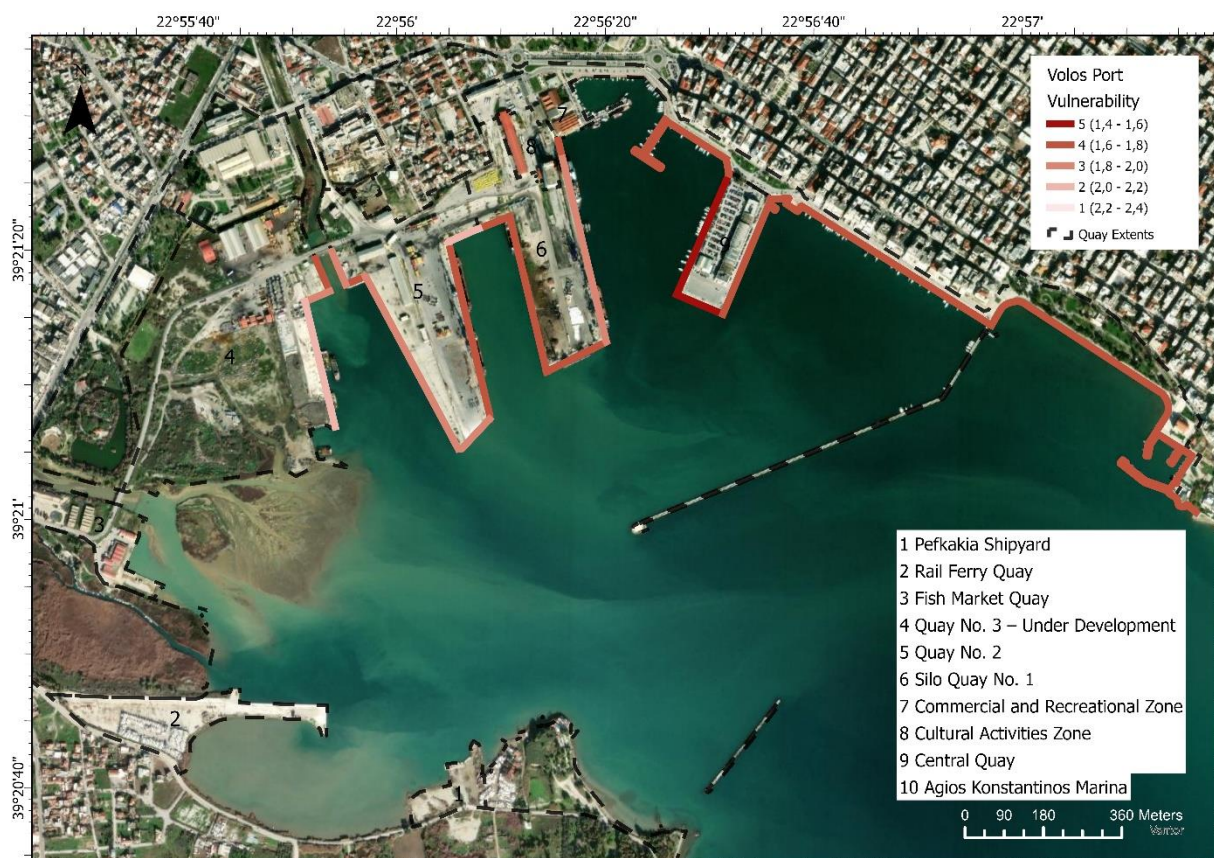 22°55'40"
22°56'
22°56'20"
22°56'40"
22°57'
39°21'20"
39°21'
39°20'40"
N
Volos Port
Vulnerability
5 (1,4 - 1,6)
4 (1,6 - 1,8)
3 (1,8 - 2,0)
2 (2,0 - 2,2)
1 (2,2 - 2,4)
Quay Extents
7
8
9
6
5
4
3
2
1
1 Pefkakia Shipyard
2 Rail Ferry Quay
3 Fish Market Quay
4 Quay No. 3 – Under Development
5 Quay No. 2
6 Silo Quay No. 1
7 Commercial and Recreational Zone
8 Cultural Activities Zone
9 Central Quay
10 Agios Konstantinos Marina
0 90 180 360 Meters
Vantor